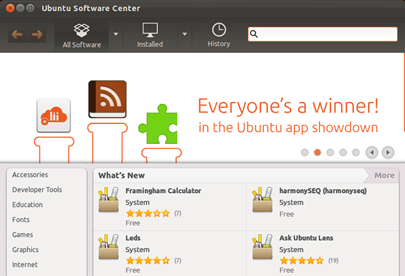 Ubuntu Software Center
All Software
Installed
History
Everyone's a winner!
in the Ubuntu app showdown
Accessories
Developer Tools
Education
Fonts
Games
Graphics
Internet
What's New
More
Framingham Calculator
System
(7)
Free
harmonySEQ (harmonyseq)
System
Free
Leds
System
(7)
Free
Ask Ubuntu Lens
System
(19)
Free